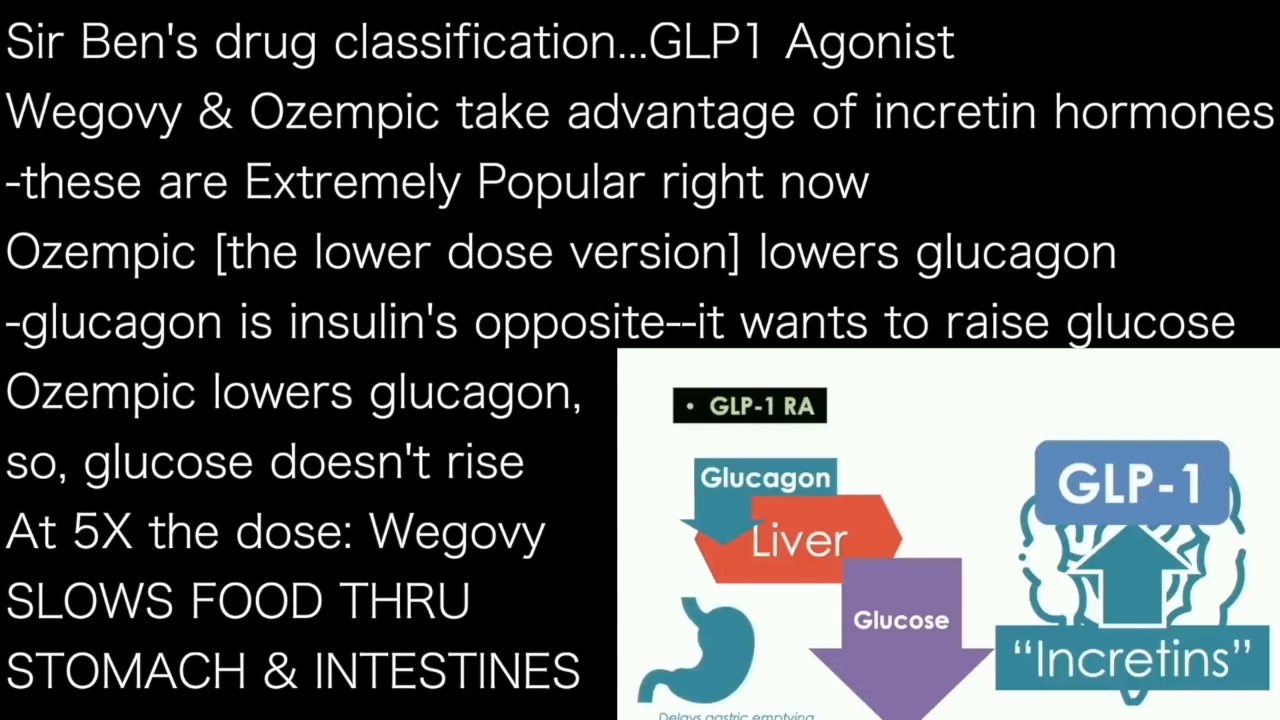 Sir Ben's drug classification...GLP1 Agonist
Wegovy & Ozempic take advantage of incretin hormones
-these are Extremely Popular right now
Ozempic [the lower dose version] lowers glucagon
-glucagon is insulin's opposite--it wants to raise glucose
Ozempic lowers glucagon,
so, glucose doesn't rise
At 5X the dose: Wegovy
SLOWS FOOD THRU
STOMACH & INTESTINES
• GLP-1 RA
Glucagon
Liver
Glucose
Delays gastric emptying
GLP-1
“Incretins”